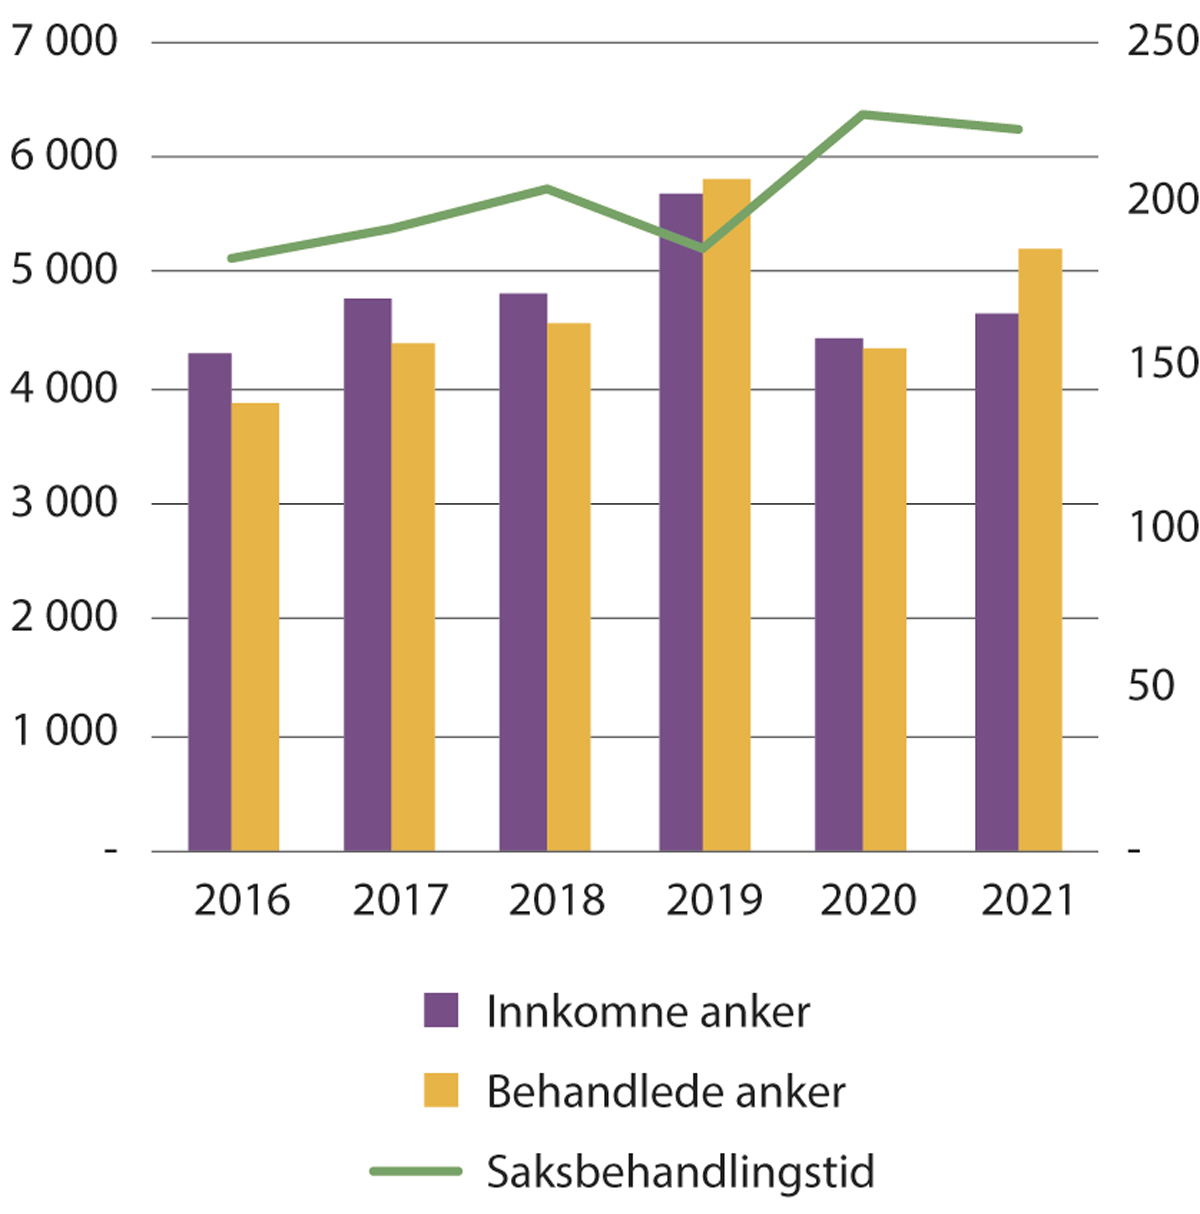 7 000 250
6 000
200
5 000
4 000 150
3 000
100
2 000
50
1 000
- -
2016 2017 2018 2019 2020 2021
Innkomne anker
Behandlede anker
Saksbehandlingstid